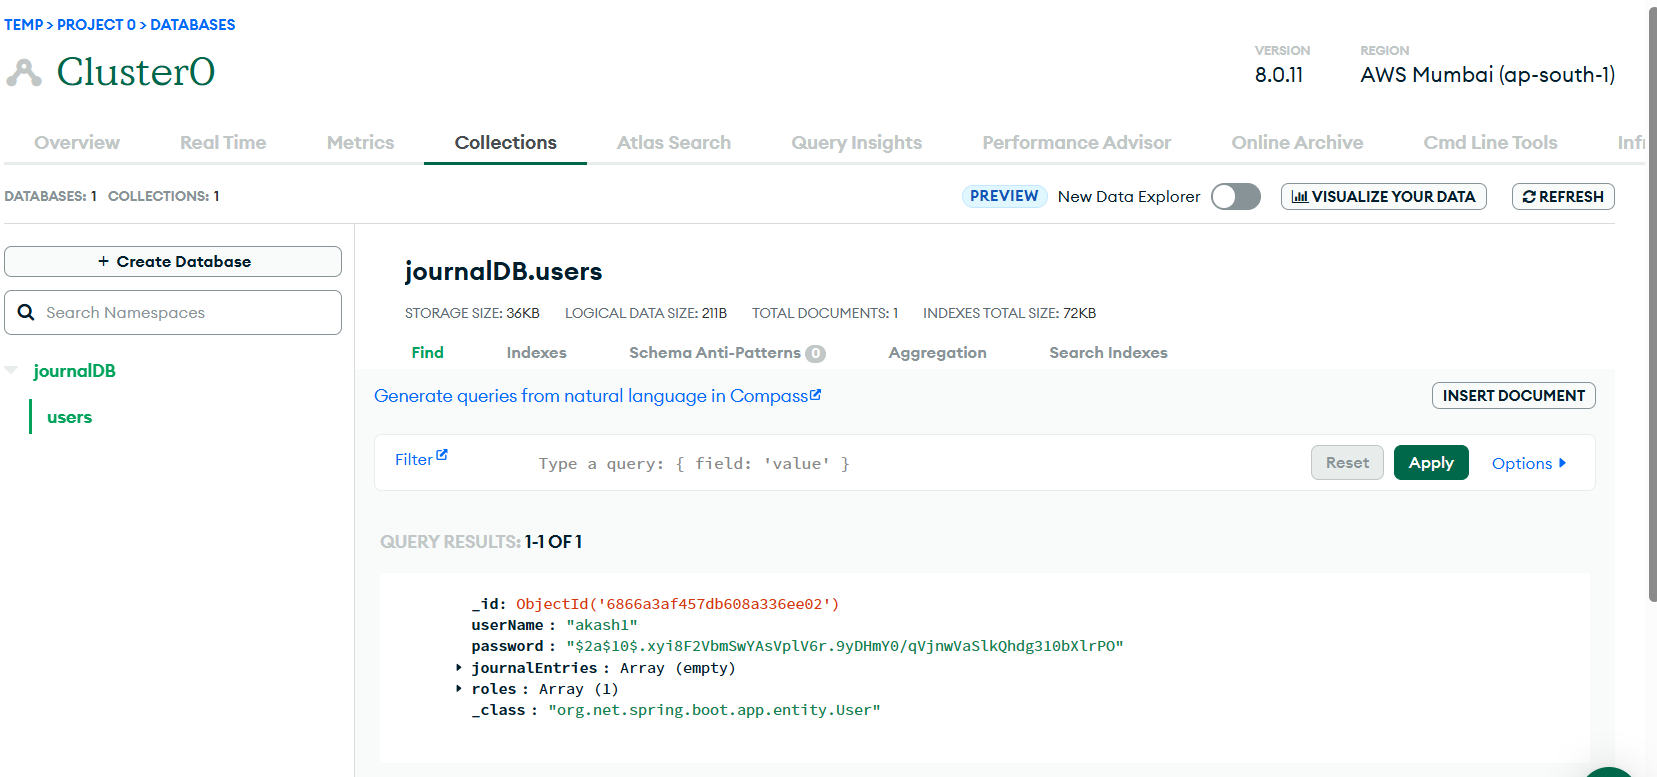 TEMP > PROJECT 0 > DATABASES
Cluster0
VERSION
8.0.11
REGION
AWS Mumbai (ap-south-1)
Overview Real Time Metrics Collections Atlas Search Query Insights Performance Advisor Online Archive Cmd Line Tools
DATABASES: 1 COLLECTIONS: 1
PREVIEW New Data Explorer VISUALIZE YOUR DATA REFRESH
+ Create Database
Search Namespaces
journalDB
users
journalDB.users
STORAGE SIZE: 36KB LOGICAL DATA SIZE: 211B TOTAL DOCUMENTS: 1 INDEXES TOTAL SIZE: 72KB
Find Indexes Schema Anti-Patterns 0 Aggregation Search Indexes
Generate queries from natural language in Compass
INSERT DOCUMENT
Filter Type a query: { field: 'value' } Reset Apply Options
QUERY RESULTS: 1-1 OF 1
_id: ObjectId('6866a3af457db608a336ee02')
userName : "akash1"
password : "$2a$10$.xyi8F2VbmSwYAsVplV6r.9yDHmY0/qVjnwVaSlkQhdg310bXlrPO"
journalEntries : Array (empty)
roles : Array (1)
_class : "org.net.spring.boot.app.entity.User"